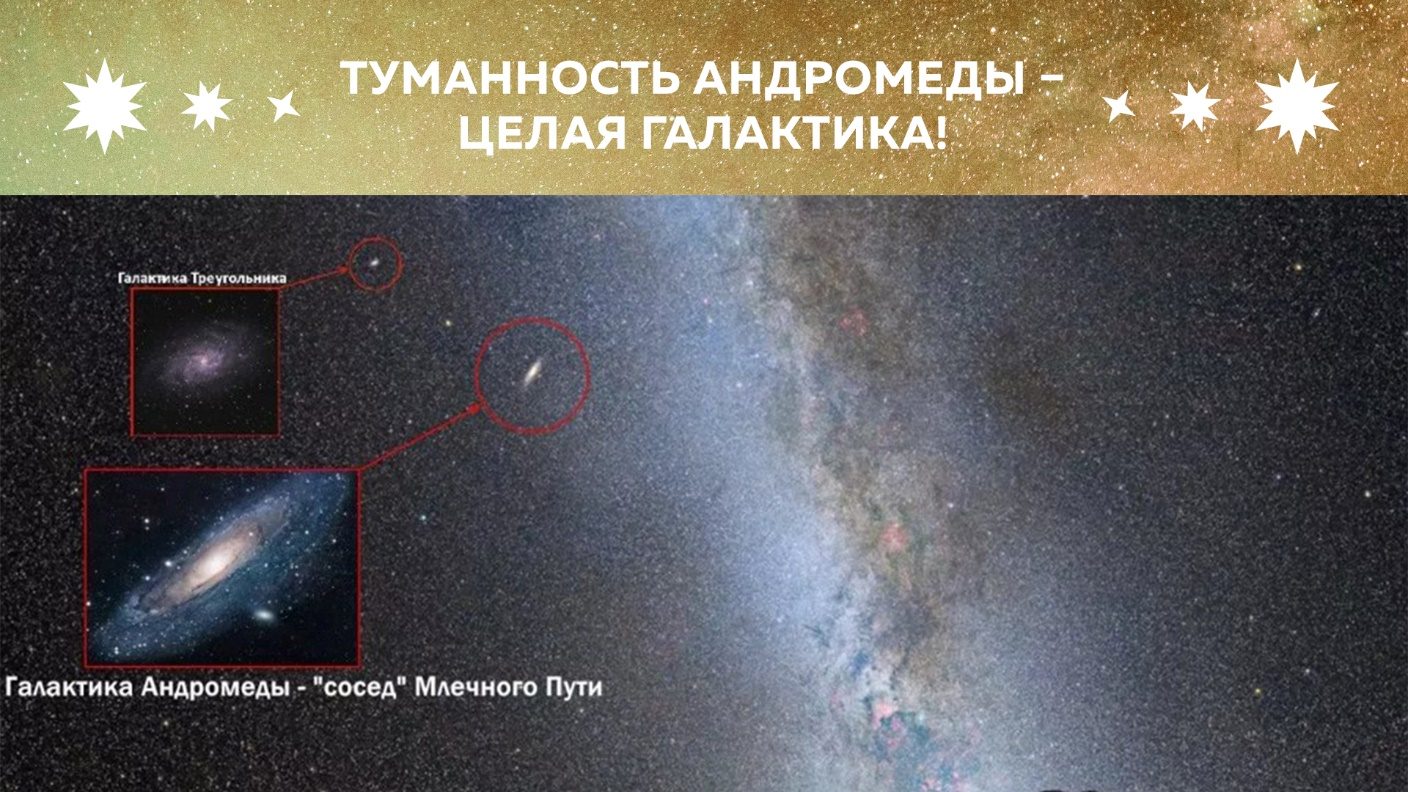 ТУМАННОСТЬ АНДРОМЕДЫ –
ЦЕЛАЯ ГАЛАКТИКА!
Галактика Треугольника
Галактика Андромеды - "сосед" Млечного Пути